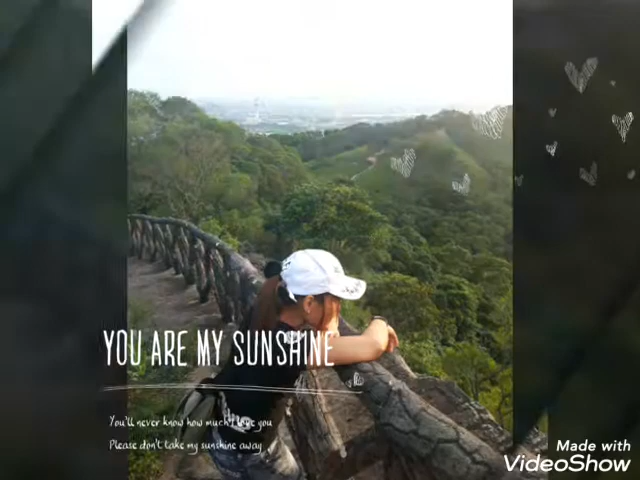 YOU ARE MY SUNSHINE
You'll never know how much I love you
Please don't take my sunshine away
Made with
VideoShow